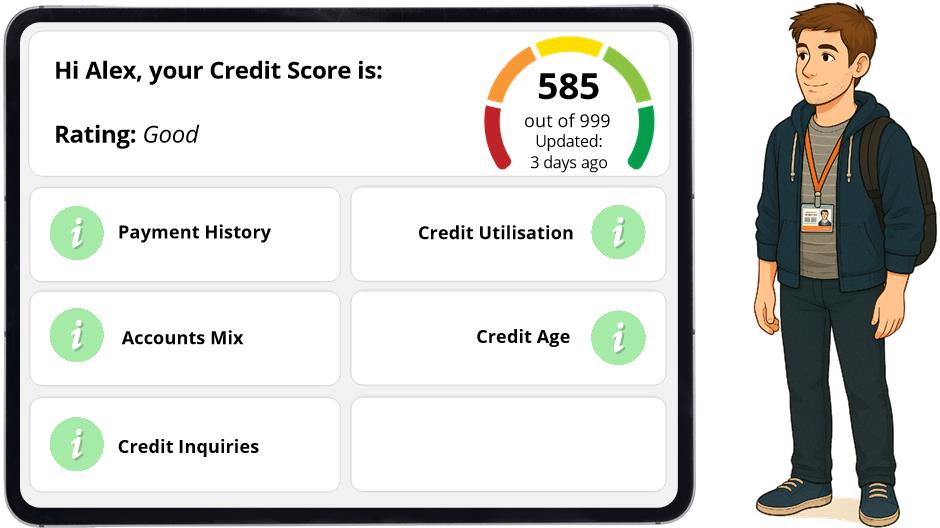 Hi Alex, your Credit Score is:
Rating: Good
585
out of 999
Updated:
3 days ago
Payment History
Credit Utilisation
Accounts Mix
Credit Age
Credit Inquiries